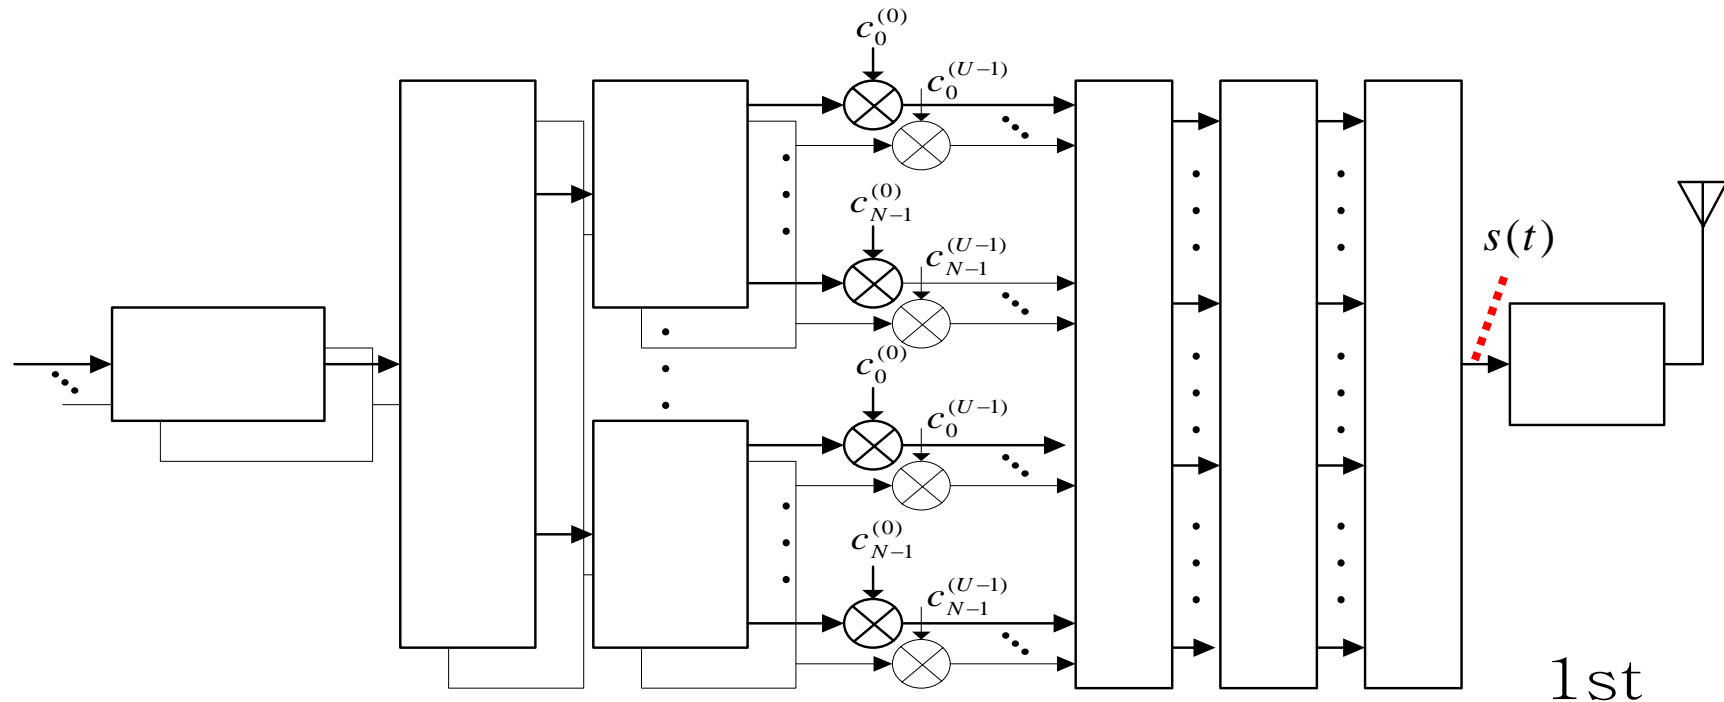 c_0^{(0)}
c_0^{(U-1)}
c_{N-1}^{(0)}
c_{N-1}^{(U-1)}
s(t)
c_0^{(0)}
c_0^{(U-1)}
c_{N-1}^{(0)}
c_{N-1}^{(U-1)}
1st